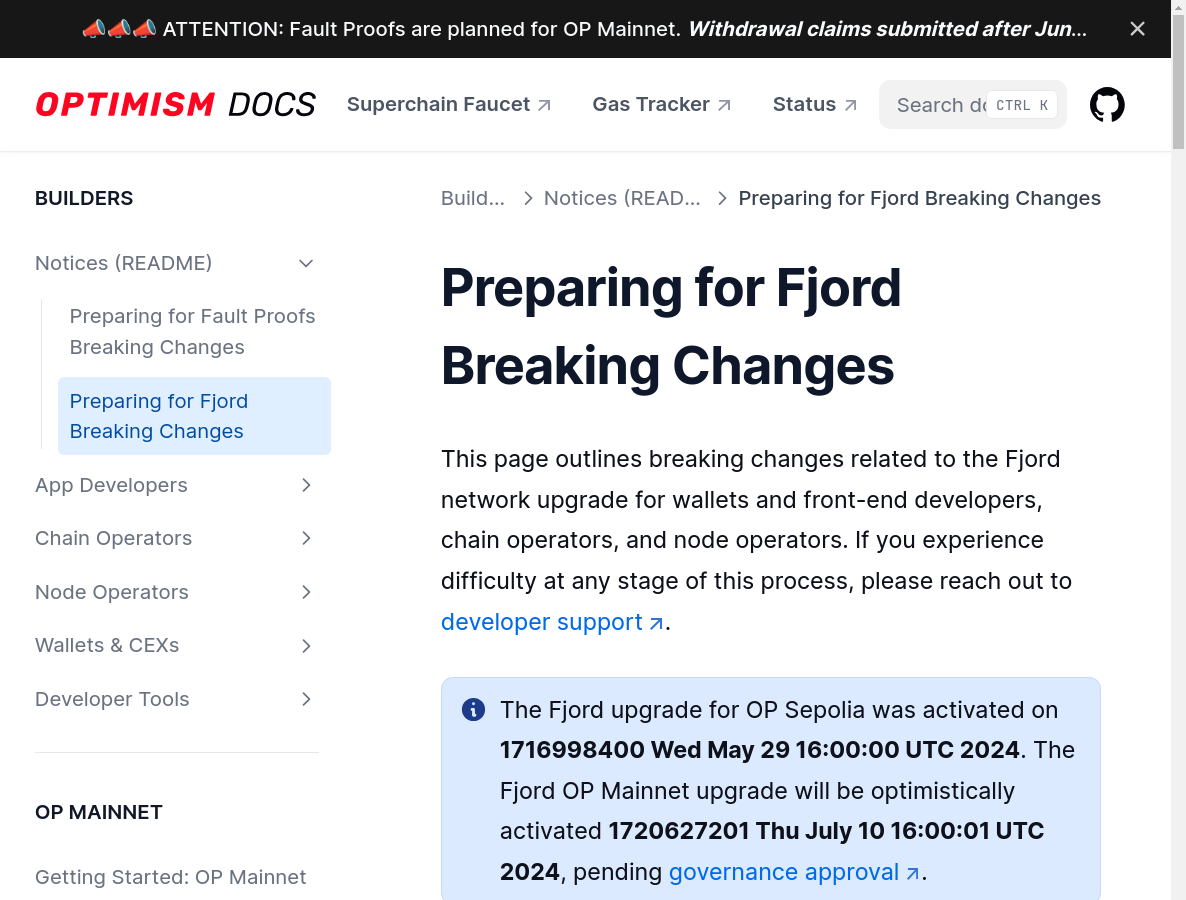 📣📣📣 ATTENTION: Fault Proofs are planned for OP Mainnet. Withdrawal claims submitted after Jun...
OPTIMISM DOCS
Superchain Faucet
Gas Tracker
Status
Search do
CTRL K
BUILDERS
Notices (README)
Preparing for Fault Proofs
Breaking Changes
Preparing for Fjord
Breaking Changes
App Developers
Chain Operators
Node Operators
Wallets & CEXs
Developer Tools
OP MAINNET
Getting Started: OP Mainnet
Build... > Notices (READ... > Preparing for Fjord Breaking Changes
Preparing for Fjord
Breaking Changes
This page outlines breaking changes related to the Fjord
network upgrade for wallets and front-end developers,
chain operators, and node operators. If you experience
difficulty at any stage of this process, please reach out to
developer support ↗.
The Fjord upgrade for OP Sepolia was activated on
1716998400 Wed May 29 16:00:00 UTC 2024. The
Fjord OP Mainnet upgrade will be optimistically
activated 1720627201 Thu July 10 16:00:01 UTC
2024, pending governance approval ↗.